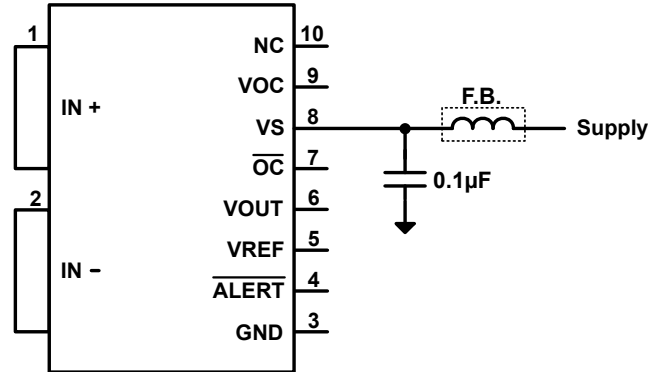 1
IN +
2
IN −
NC 10
VOC 9
VS 8
OC 7
VOUT 6
VREF 5
ALERT 4
GND 3
F.B.
Supply
0.1µF